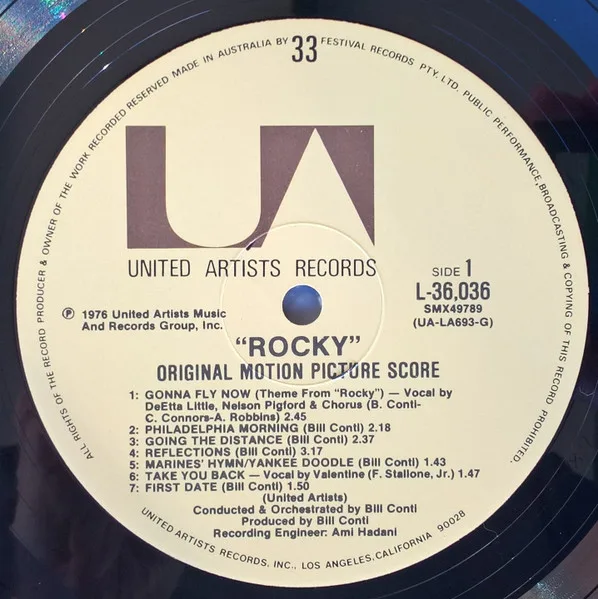 ALL RIGHTS OF THE RECORD PRODUCER & OWNER OF THE WORK RECORDED RESERVED MADE IN AUSTRALIA BY 33 FESTIVAL RECORDS PTY. LTD. PUBLIC PERFORMANCE, BROADCASTING & COPYING OF THIS RECORD PROHIBITED.
UA
UNITED ARTISTS RECORDS
SIDE 1
L-36,036
SMX49789
(UA-LA693-G)
℗ 1976 United Artists Music
And Records Group, Inc.
"ROCKY"
ORIGINAL MOTION PICTURE SCORE
1: GONNA FLY NOW (Theme From "Rocky") — Vocal by
DeEtta Little, Nelson Pigford & Chorus (B. Conti-
C. Connors-A. Robbins) 2.45
2: PHILADELPHIA MORNING (Bill Conti) 2.18
3: GOING THE DISTANCE (Bill Conti) 2.37
4: REFLECTIONS (Bill Conti) 3.17
5: MARINES' HYMN/YANKEE DOODLE (Bill Conti) 1.43
6: TAKE YOU BACK — Vocal by Valentine (F. Stallone, Jr.) 1.47
7: FIRST DATE (Bill Conti) 1.50
(United Artists)
Conducted & Orchestrated by Bill Conti
Produced by Bill Conti
Recording Engineer: Ami Hadani
UNITED ARTISTS RECORDS, INC., LOS ANGELES, CALIFORNIA 90028